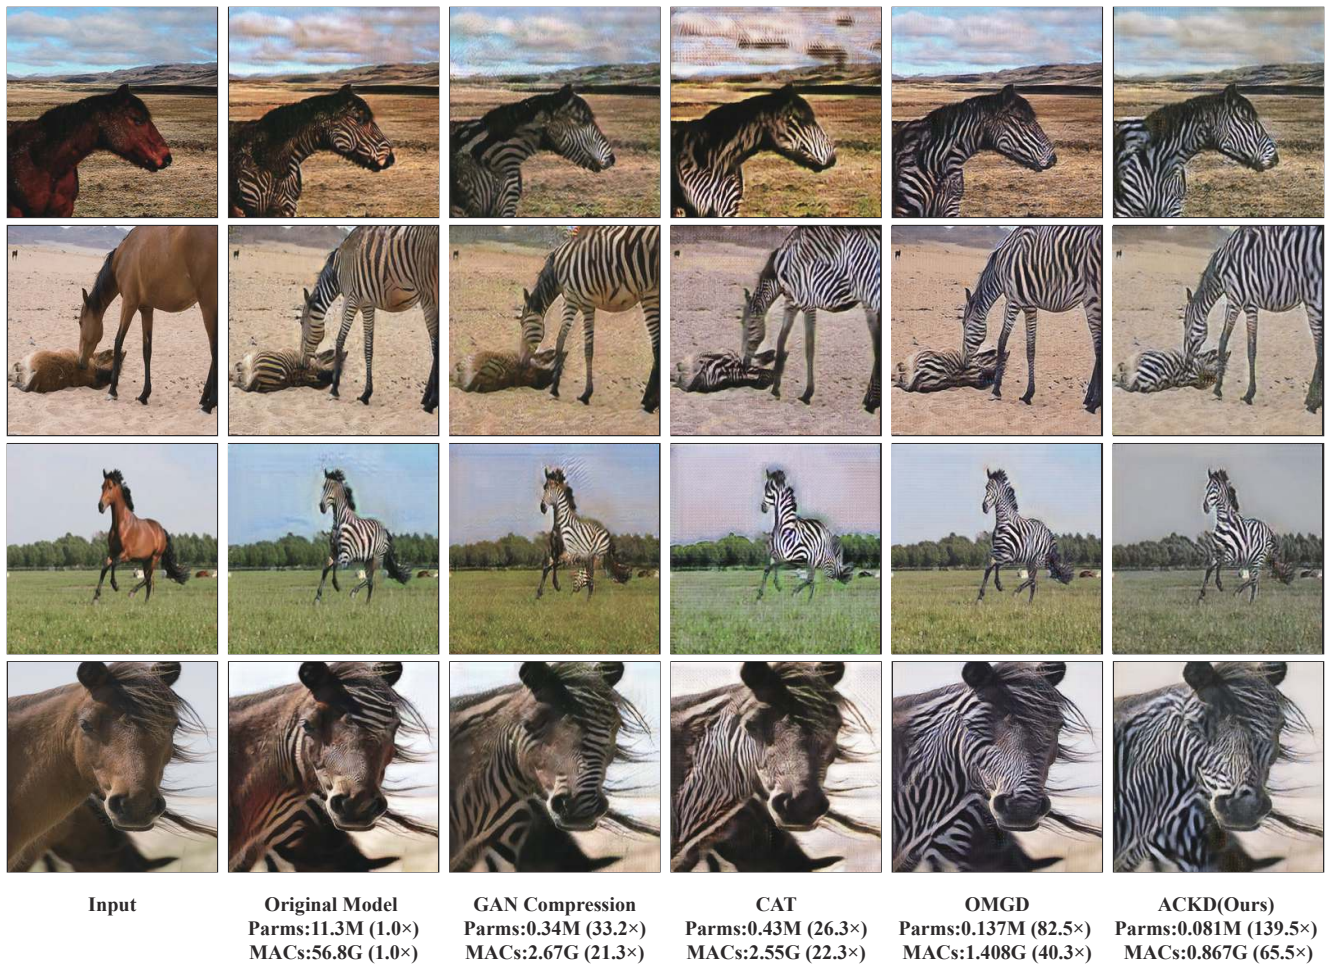 Input
Original Model
Parms:11.3M (1.0×)
MACs:56.8G (1.0×)
GAN Compression
Parms:0.34M (33.2×)
MACs:2.67G (21.3×)
CAT
Parms:0.43M (26.3×)
MACs:2.55G (22.3×)
OMGD
Parms:0.137M (82.5×)
MACs:1.408G (40.3×)
ACKD(Ours)
Parms:0.081M (139.5×)
MACs:0.867G (65.5×)